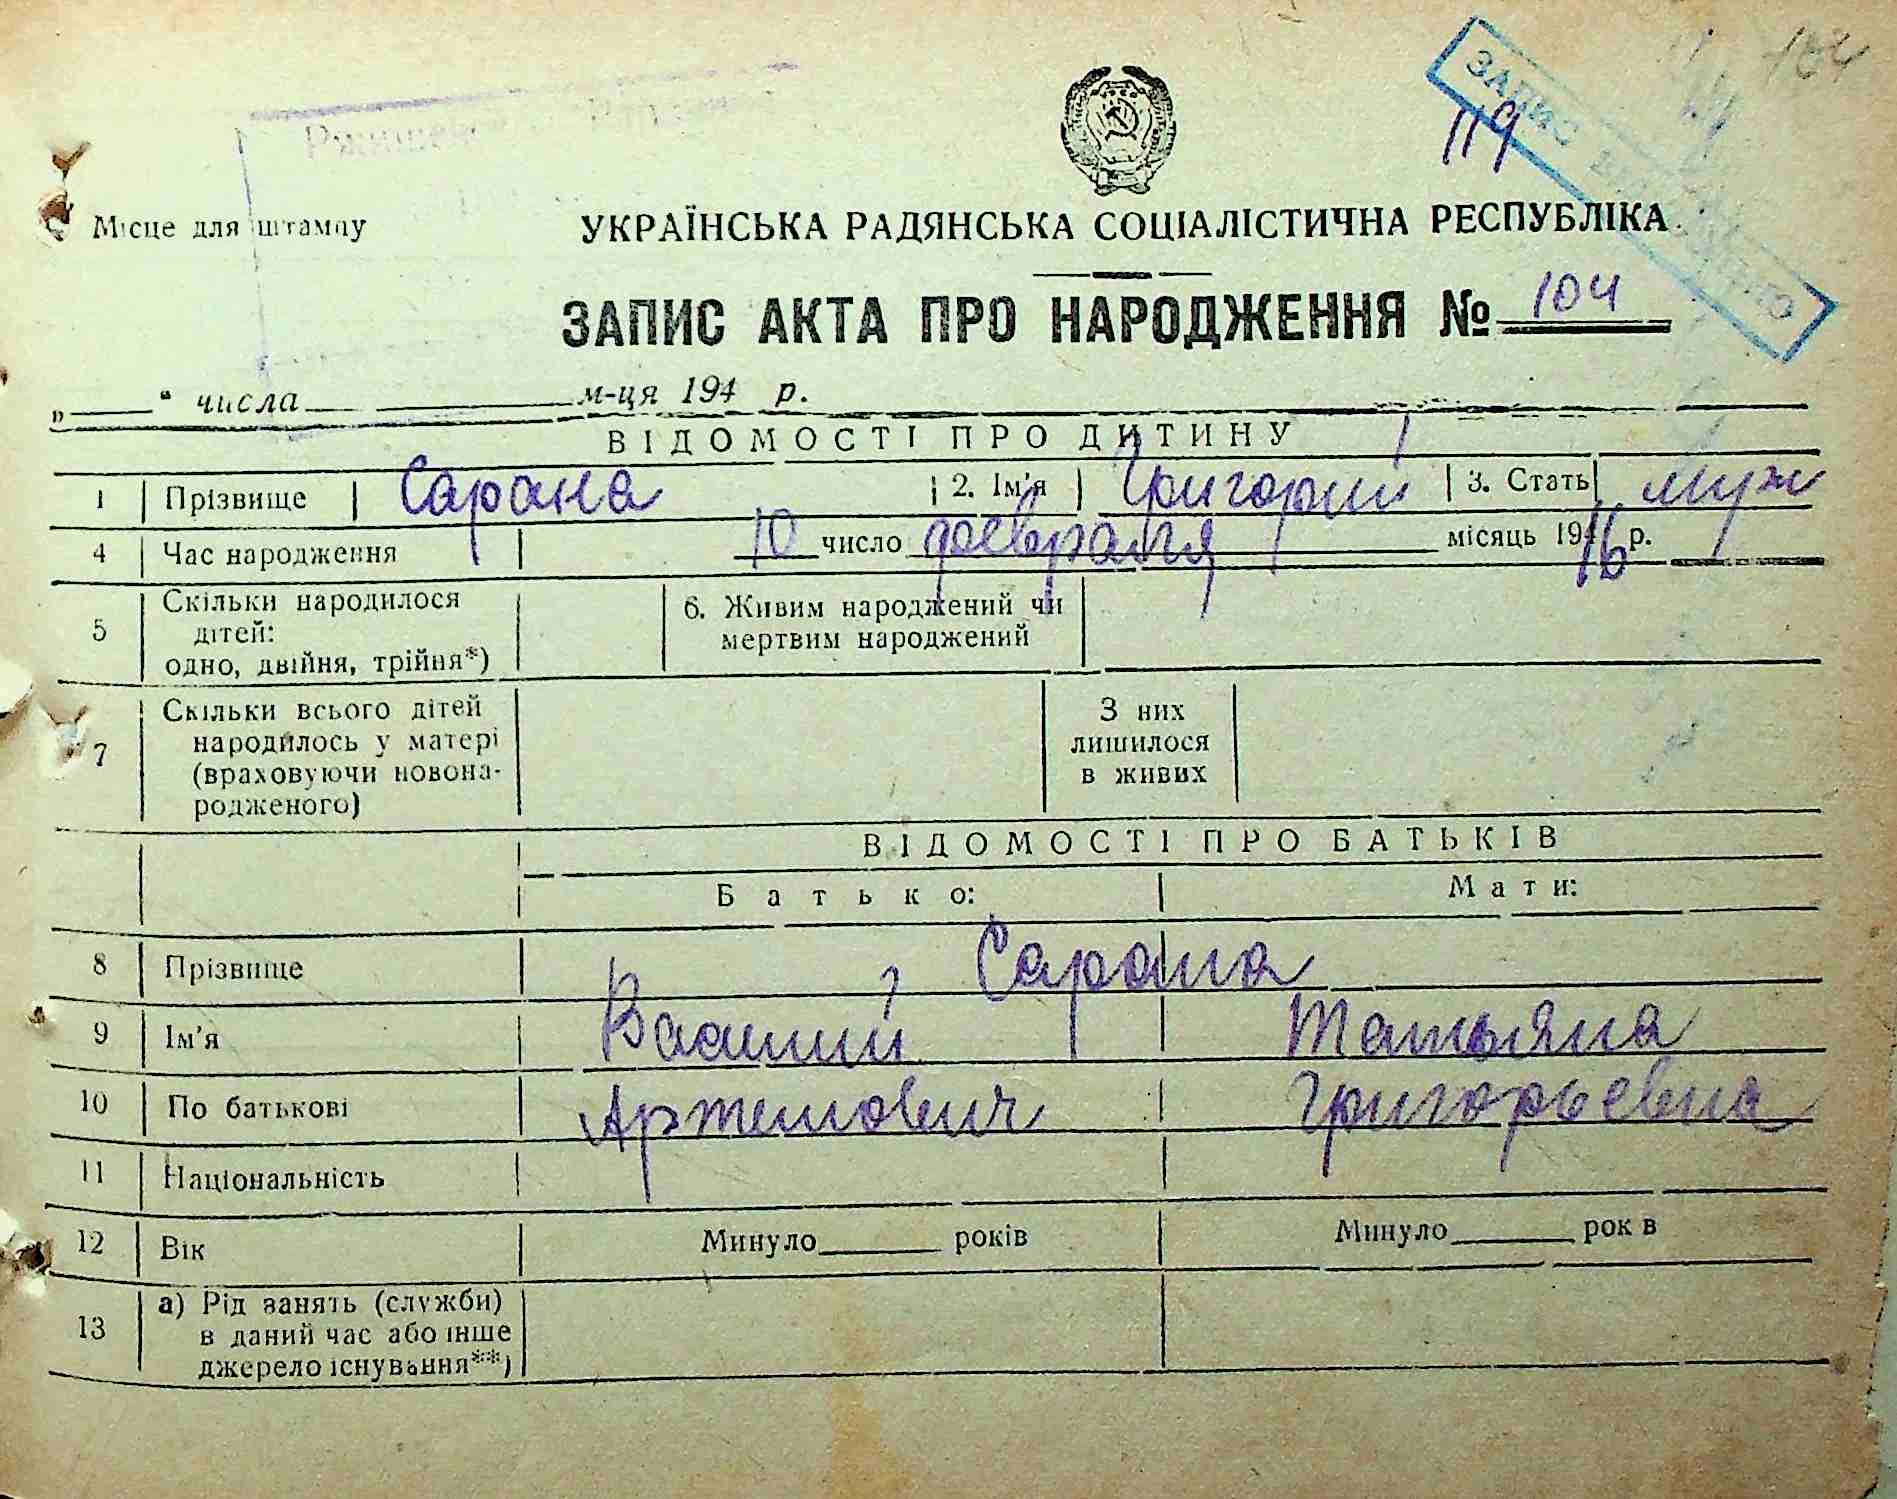 164
ЗАПИС ВІДНОВЛЕНО
119
Місце для штампу
УКРАЇНСЬКА РАДЯНСЬКА СОЦІАЛІСТИЧНА РЕСПУБЛІКА
ЗАПИС АКТА ПРО НАРОДЖЕННЯ № 104
„ “ числа м-ця 194 р.
ВІДОМОСТІ ПРО ДИТИНУ
1 Прізвище Сарана 2. Ім'я Григорий 3. Стать муж
4 Час народження 10 число февраля місяць 1916 р.
5 Скільки народилося дітей: одно, двійня, трійня*) 6. Живим народжений чи мертвим народжений
7 Скільки всього дітей народилось у матері (враховуючи новонародженого) З них лишилося в живих
ВІДОМОСТІ ПРО БАТЬКІВ
Батько: Мати:
8 Прізвище Сарана
9 Ім'я Василий Татьяна
10 По батькові Артемович Григорьевна
11 Національність
12 Вік Минуло років Минуло рок в
13 а) Рід занять (служби) в даний час або інше джерело існування**)